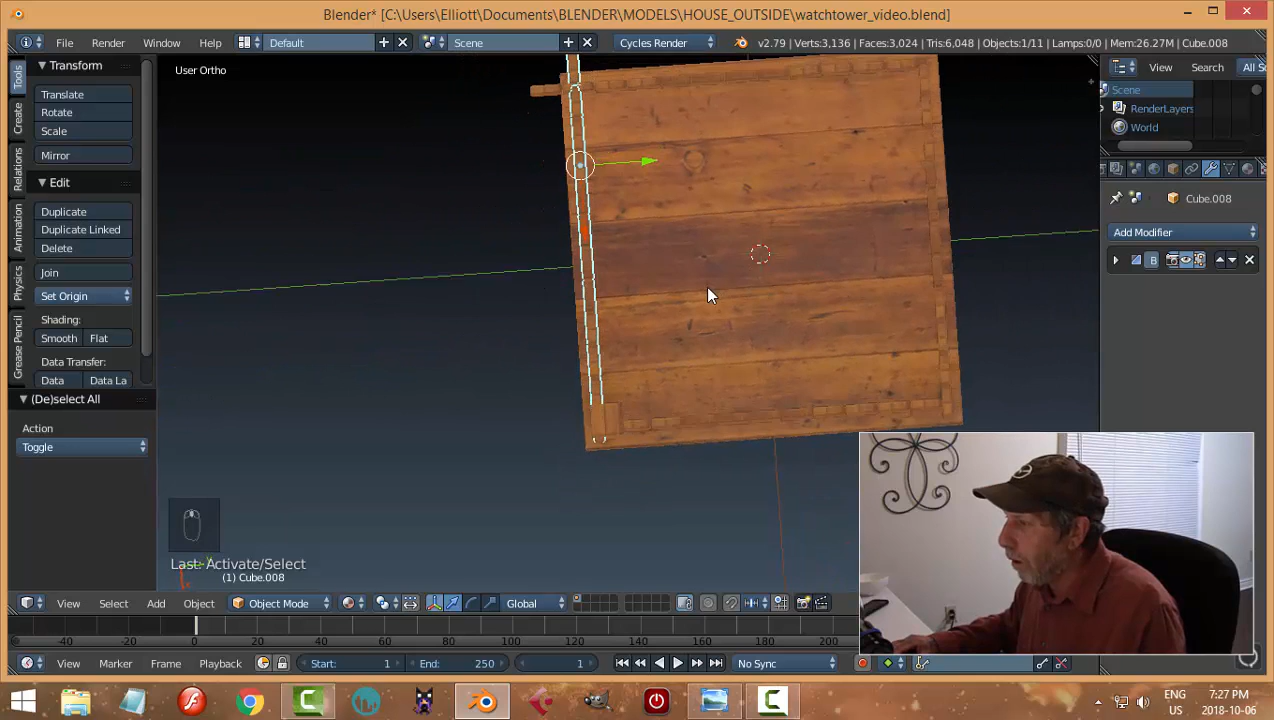 Blender* [C:\Users\Elliott\Documents\BLENDER\MODELS\HOUSE_OUTSIDE\watchtower_video.blend]
File Render Window Help Default Scene Cycles Render v2.79 | Verts:3,136 | Faces:3,024 | Tris:6,048 | Objects:1/11 | Lamps:0/0 | Mem:26.27M | Cube.008
Tools
Create
Relations
Animation
Physics
Grease Pencil
Transform
Translate
Rotate
Scale
Mirror
Edit
Duplicate
Duplicate Linked
Delete
Join
Set Origin
Shading:
Smooth Flat
Data Transfer:
Data Data La
(De)select All
Action
Toggle
User Ortho
Last: Activate/Select
(1) Cube.008
View Search All S
Scene
RenderLayers
World
Cube.008
Add Modifier
B
View Select Add Object Object Mode Global
-40 -20 0 20 40 60 80 100 120 140 160 180 200
View Marker Frame Playback Start: 1 End: 250 1 No Sync
ENG
US
7:27 PM
2018-10-06